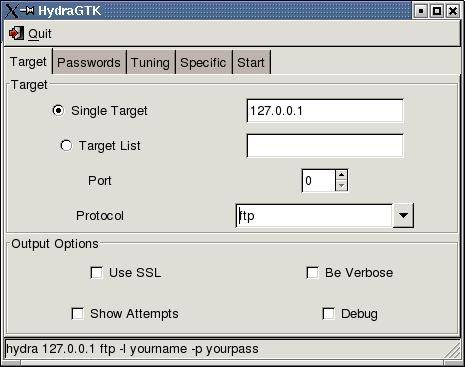 HydraGTK
Quit
Target Passwords Tuning Specific Start
Target
Single Target 127.0.0.1
Target List
Port 0
Protocol ftp
Output Options
Use SSL Be Verbose
Show Attempts Debug
hydra 127.0.0.1 ftp -l yourname -p yourpass